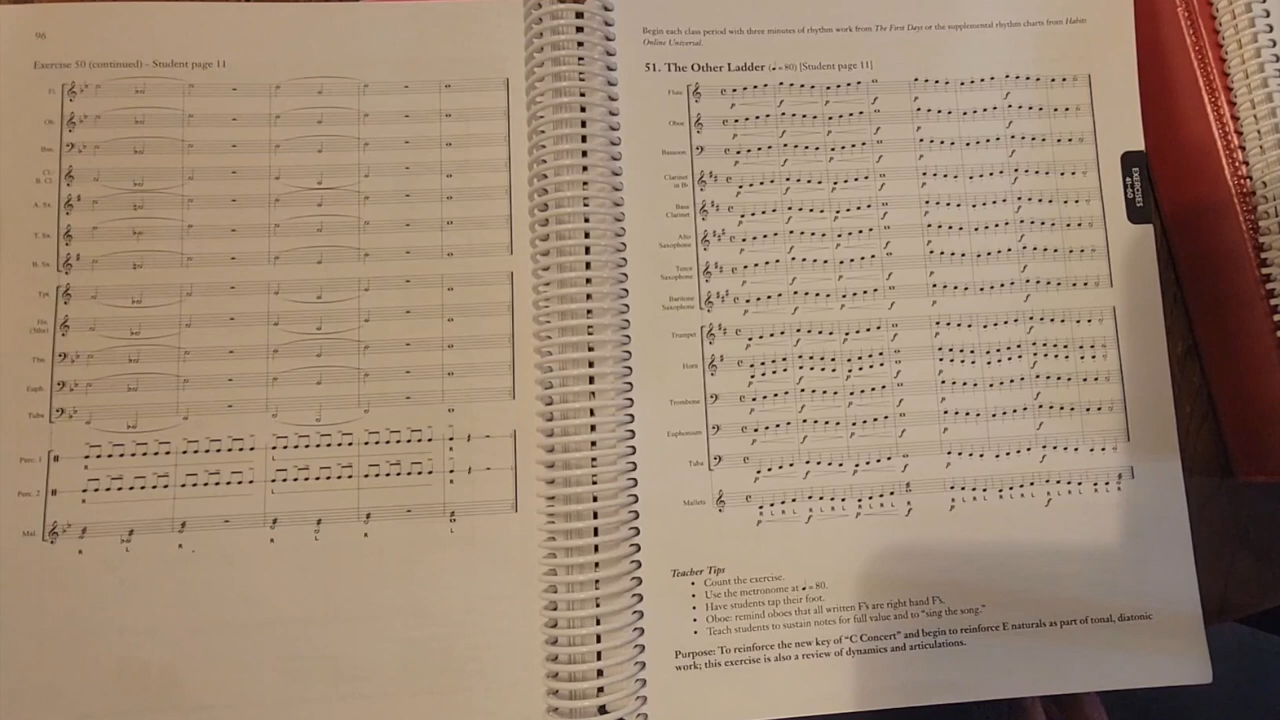 96
Exercise 50 (continued) - Student page 11
Fl.
Ob.
Bsn.
Cl.
B. Cl.
A. Sx.
T. Sx.
B. Sx.
Tpt.
Hn.
Tbn.
Euph.
Tuba
Perc. 1
Perc. 2
Mal.
R
L
R
R
L
R
L
Begin each class period with three minutes of rhythm work from The First Days or the supplemental rhythm charts from Habits
Online Universal.
51. The Other Ladder (♩=80) [Student page 11]
Flute
Oboe
Bassoon
Clarinet
in B♭
Bass
Clarinet
Alto
Saxophone
Tenor
Saxophone
Baritone
Saxophone
Trumpet
Horn
Trombone
Euphonium
Tuba
Mallets
R L R L R L R L R L R L R R L R L R L R L R L R L R L R
p f p f p f
EXERCISES
41-60
Teacher Tips
• Count the exercise.
• Use the metronome at ♩=80.
• Have students tap their foot.
• Oboe: remind oboes that all written F's are right hand F's.
• Teach students to sustain notes for full value and to "sing the song."
Purpose: To reinforce the new key of "C Concert" and begin to reinforce E naturals as part of tonal, diatonic
work; this exercise is also a review of dynamics and articulations.